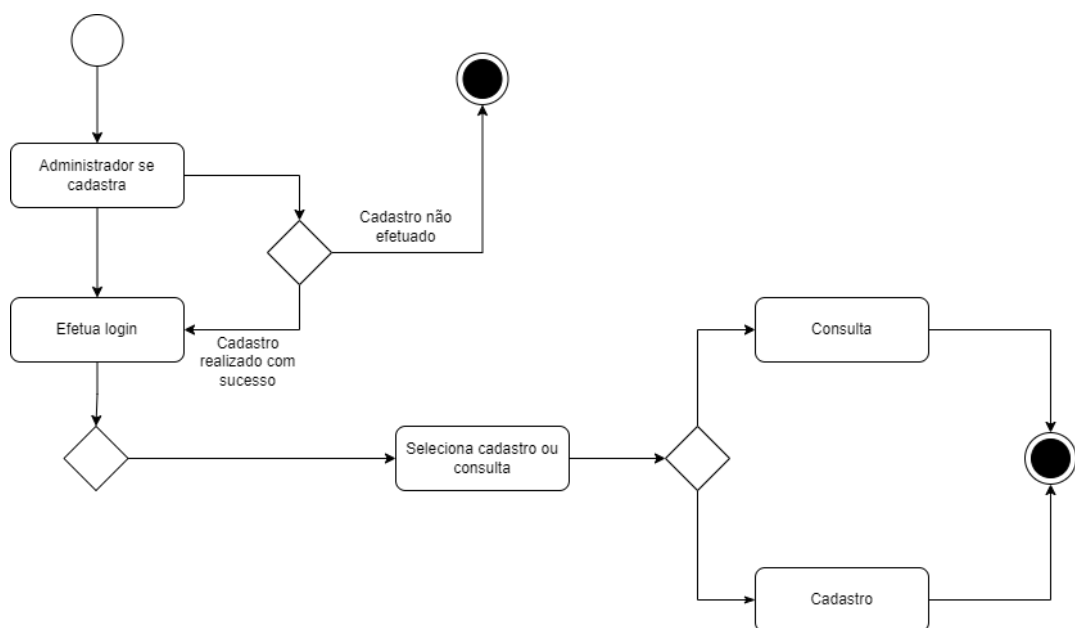 Administrador se
cadastra
Cadastro não
efetuado
Efetua login
Cadastro
realizado com
sucesso
Consulta
Seleciona cadastro ou
consulta
Cadastro